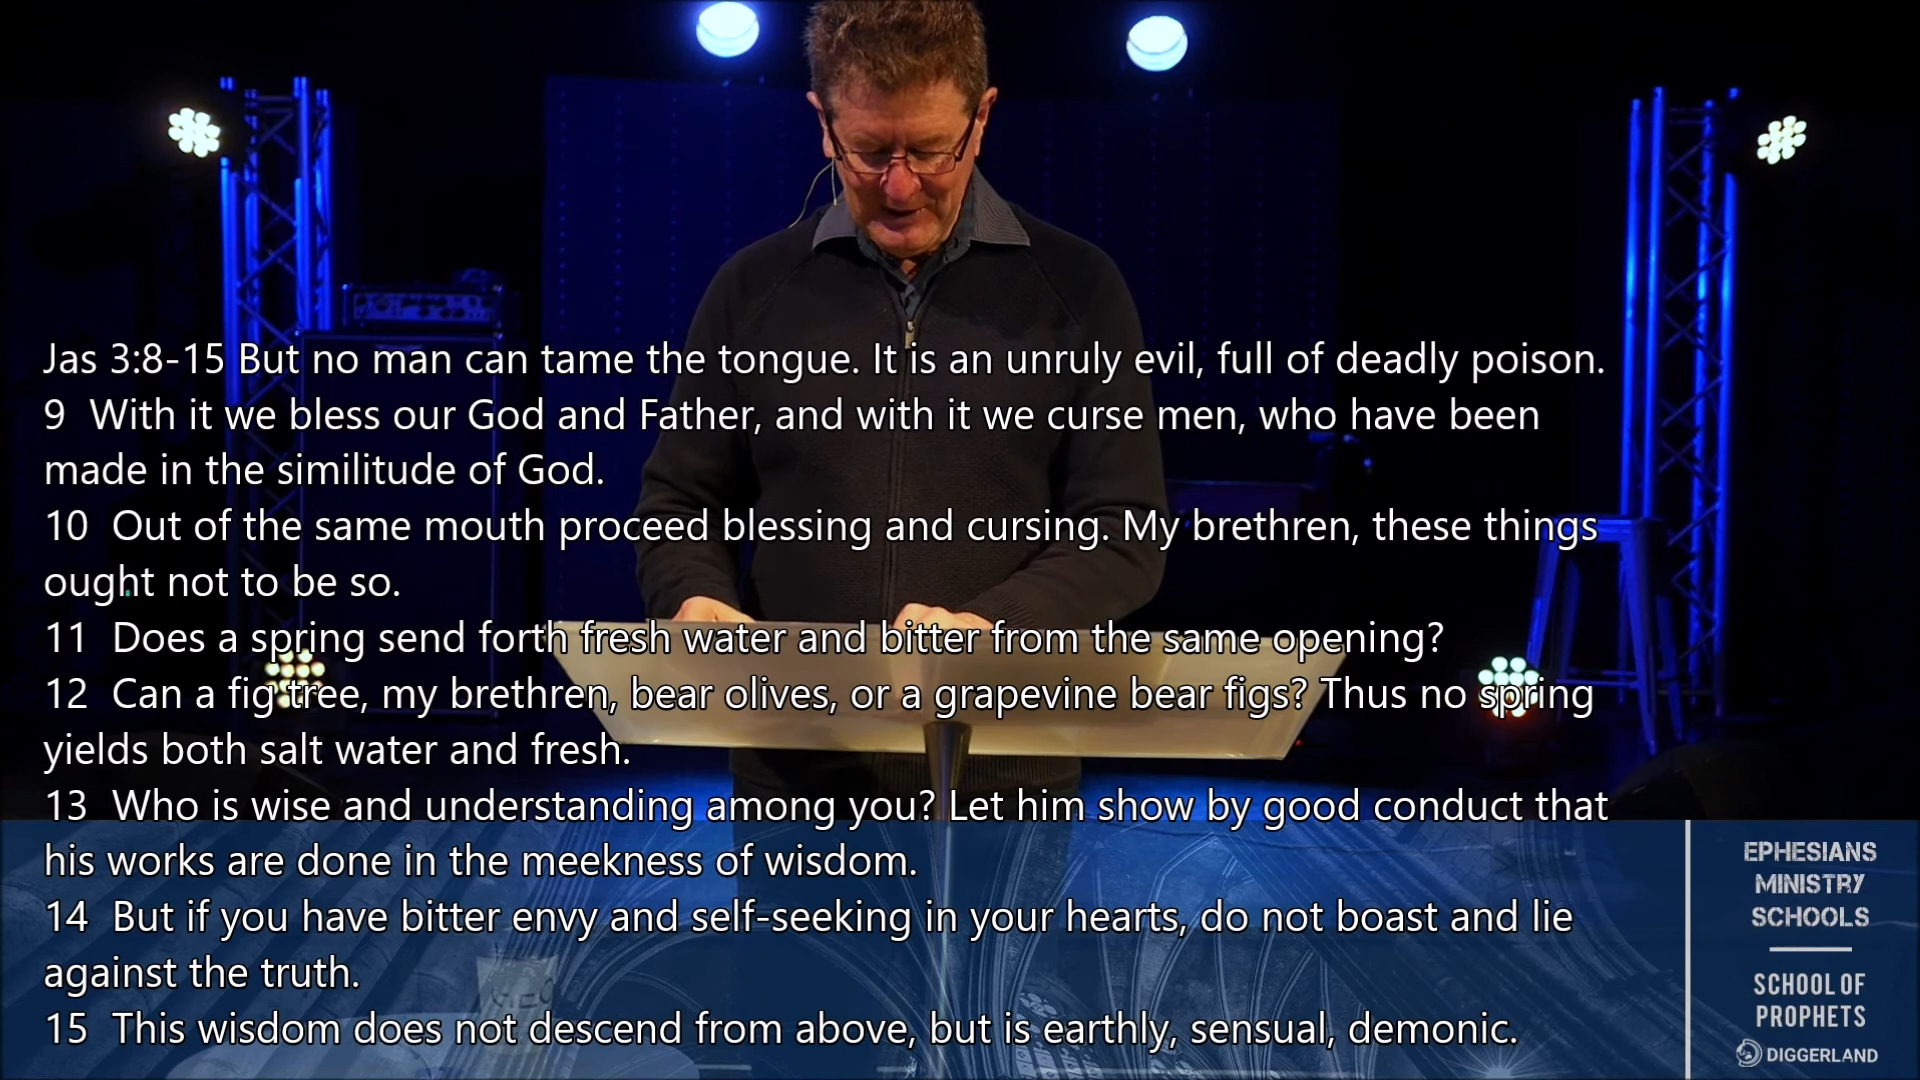 Jas 3:8-15 But no man can tame the tongue. It is an unruly evil, full of deadly poison.
9 With it we bless our God and Father, and with it we curse men, who have been
made in the similitude of God.
10 Out of the same mouth proceed blessing and cursing. My brethren, these things
ought not to be so.
11 Does a spring send forth fresh water and bitter from the same opening?
12 Can a fig tree, my brethren, bear olives, or a grapevine bear figs? Thus no spring
yields both salt water and fresh.
13 Who is wise and understanding among you? Let him show by good conduct that
his works are done in the meekness of wisdom.
14 But if you have bitter envy and self-seeking in your hearts, do not boast and lie
against the truth.
15 This wisdom does not descend from above, but is earthly, sensual, demonic.
EPHESIANS
MINISTRY
SCHOOLS
SCHOOL OF
PROPHETS
DIGGERLAND